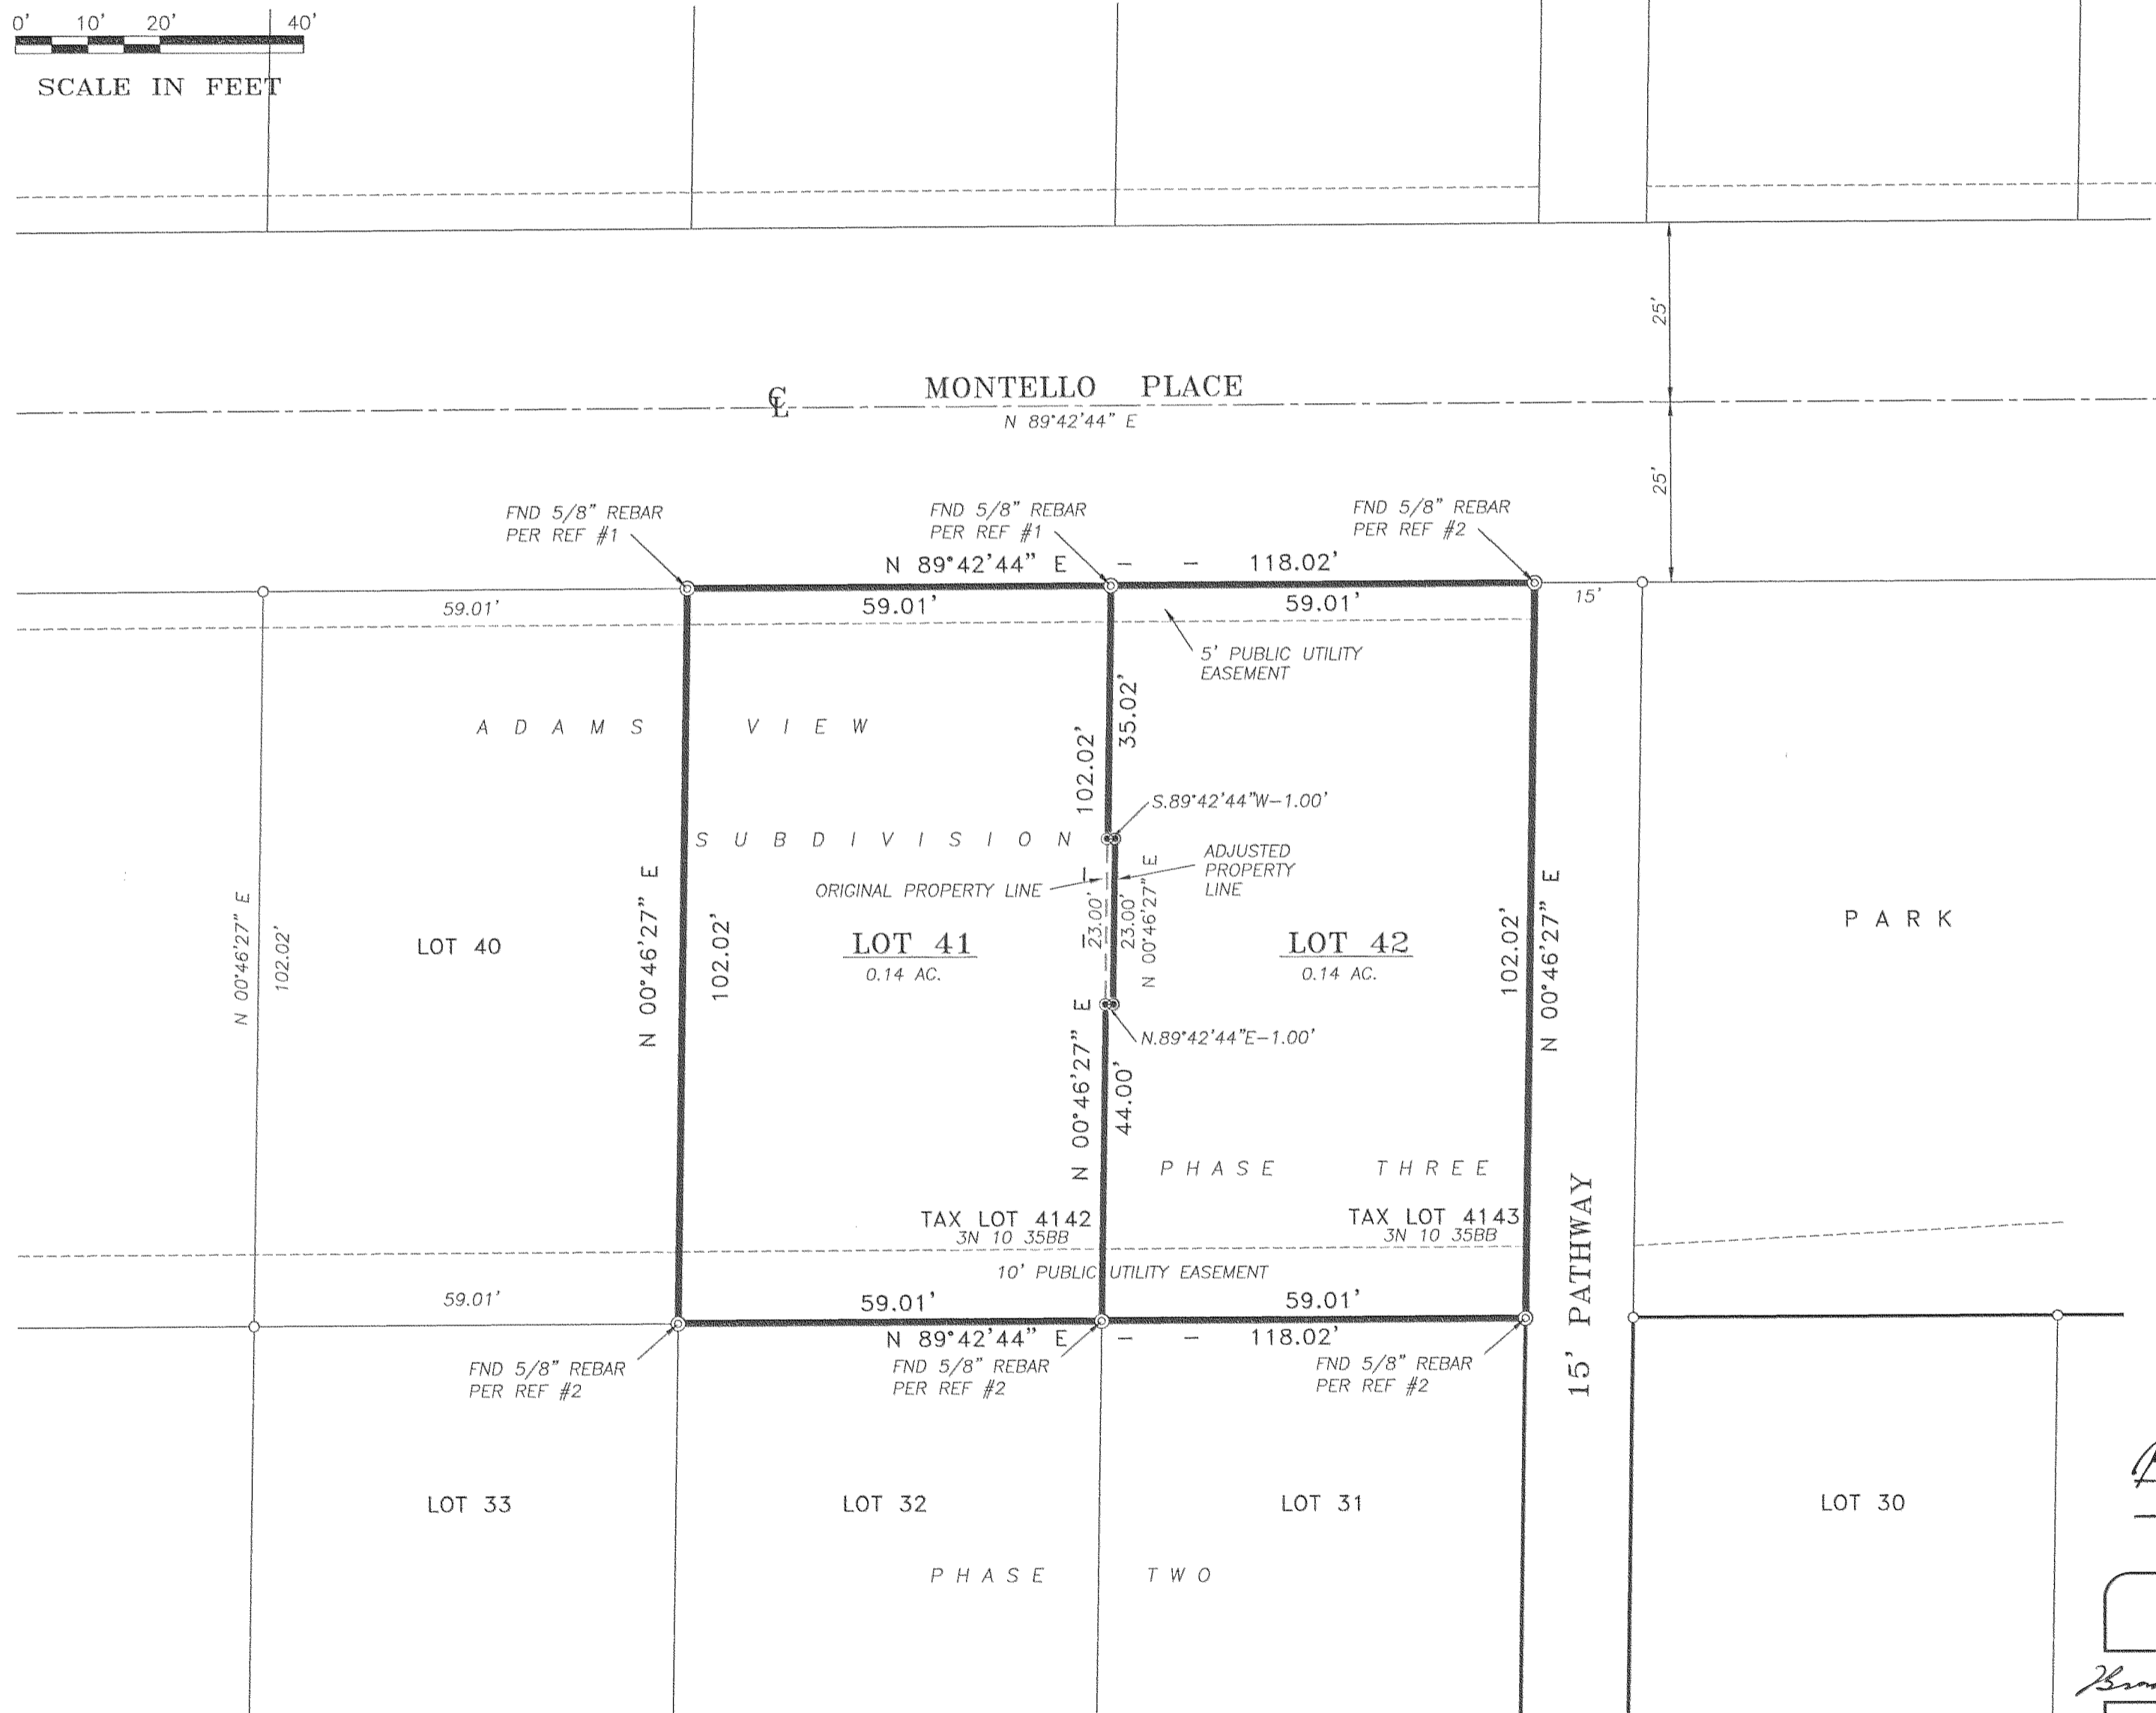 0' 10' 20' 40'
SCALE IN FEET
25'
℄ MONTELLO PLACE
N 89°42'44" E
25'
FND 5/8" REBAR
PER REF #1
FND 5/8" REBAR
PER REF #1
FND 5/8" REBAR
PER REF #2
N 89°42'44" E – – 118.02'
59.01'
59.01'
59.01'
15'
5' PUBLIC UTILITY
EASEMENT
35.02'
102.02'
ADAMS VIEW
S.89°42'44"W–1.00'
SUBDIVISION
ADJUSTED
PROPERTY
LINE
ORIGINAL PROPERTY LINE
23.00'
23.00'
N 00°46'27" E
N 00°46'27" E
102.02'
LOT 40
N 00°46'27" E
102.02'
LOT 41
0.14 AC.
LOT 42
0.14 AC.
102.02'
N 00°46'27" E
PARK
N.89°42'44"E–1.00'
N 00°46'27" E
44.00'
PHASE THREE
TAX LOT 4142
3N 10 35BB
TAX LOT 4143
3N 10 35BB
15' PATHWAY
10' PUBLIC UTILITY EASEMENT
59.01'
59.01'
59.01'
N 89°42'44" E – – 118.02'
FND 5/8" REBAR
PER REF #2
FND 5/8" REBAR
PER REF #2
FND 5/8" REBAR
PER REF #2
LOT 33
LOT 32
LOT 31
LOT 30
PHASE TWO